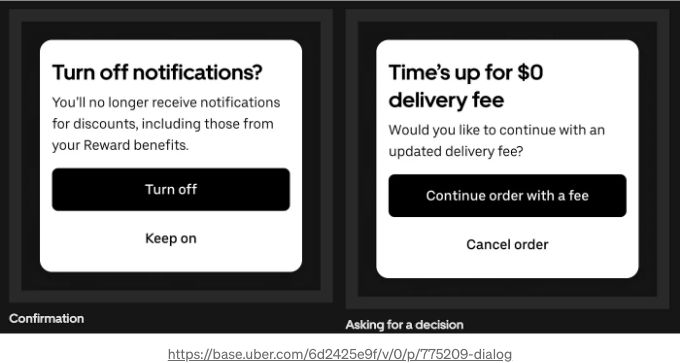 Turn off notifications?
You'll no longer receive notifications
for discounts, including those from
your Reward benefits.
Turn off
Keep on
Confirmation
Time's up for $0
delivery fee
Would you like to continue with an
updated delivery fee?
Continue order with a fee
Cancel order
Asking for a decision
https://base.uber.com/6d2425e9f/v/0/p/775209-dialog